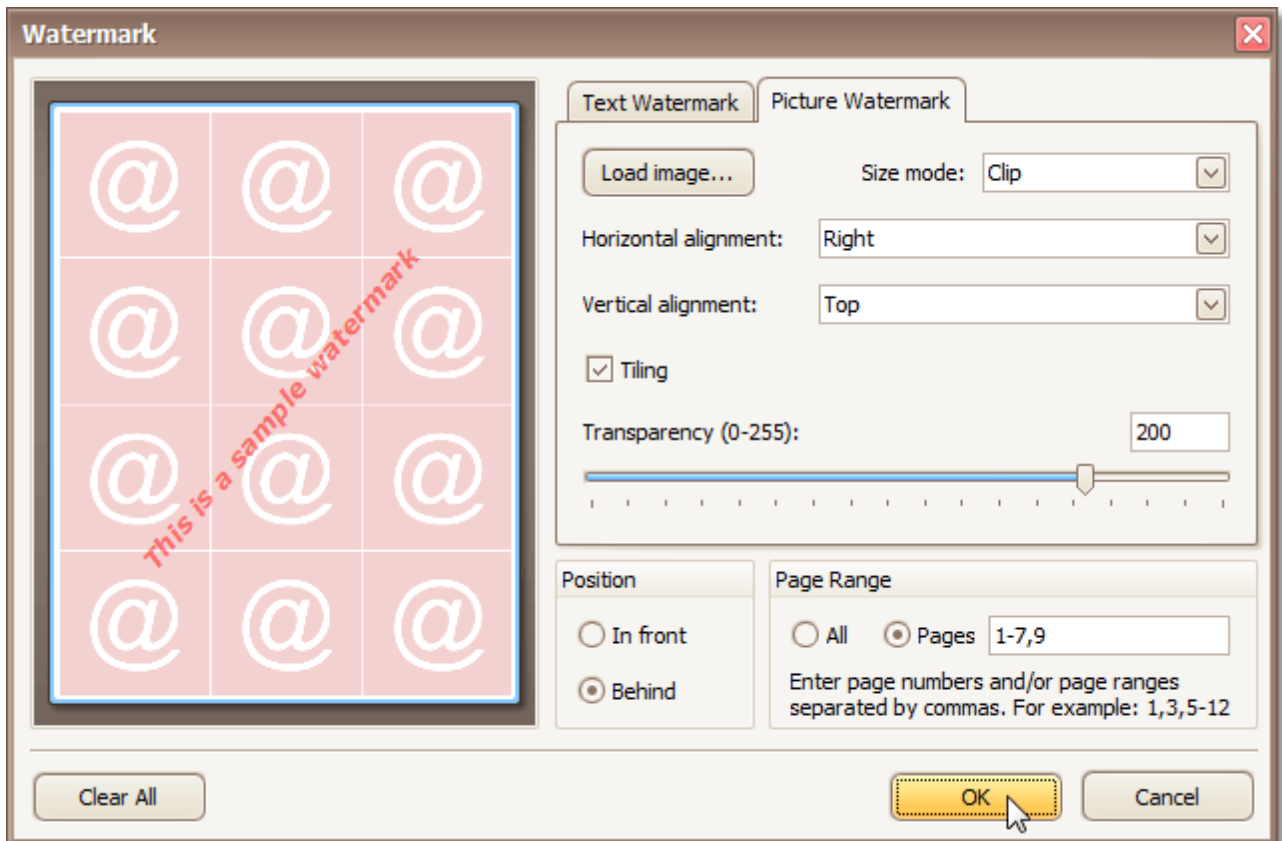 Watermark
Text Watermark
Picture Watermark
Load image...
Size mode: Clip
Horizontal alignment: Right
Vertical alignment: Top
Tiling
Transparency (0-255): 200
@ @ @
@ @ @
@ @ @
@ @ @
This is a sample watermark
Position
In front
Behind
Page Range
All
Pages 1-7,9
Enter page numbers and/or page ranges
separated by commas. For example: 1,3,5-12
Clear All
OK
Cancel